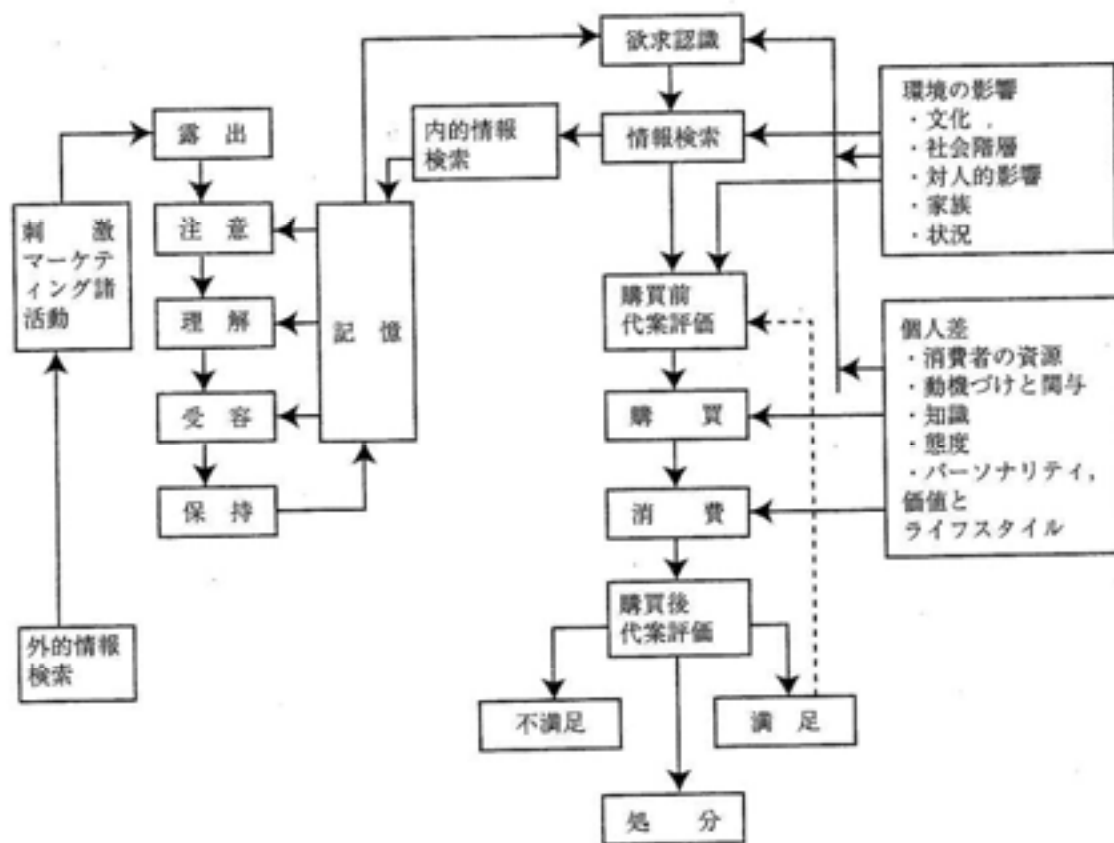 欲求認識
環境の影響
・文化
・社会階層
・対人的影響
・家族
・状況
露出
内的情報
検索
情報検索
刺激
マーケテ
ィング諸
活動
注意
記憶
理解
購買前
代案評価
個人差
・消費者の資源
・動機づけと関与
・知識
・態度
・パーソナリティ,
価値と
ライフスタイル
受容
購買
保持
消費
購買後
代案評価
外的情報
検索
不満足
満足
処分